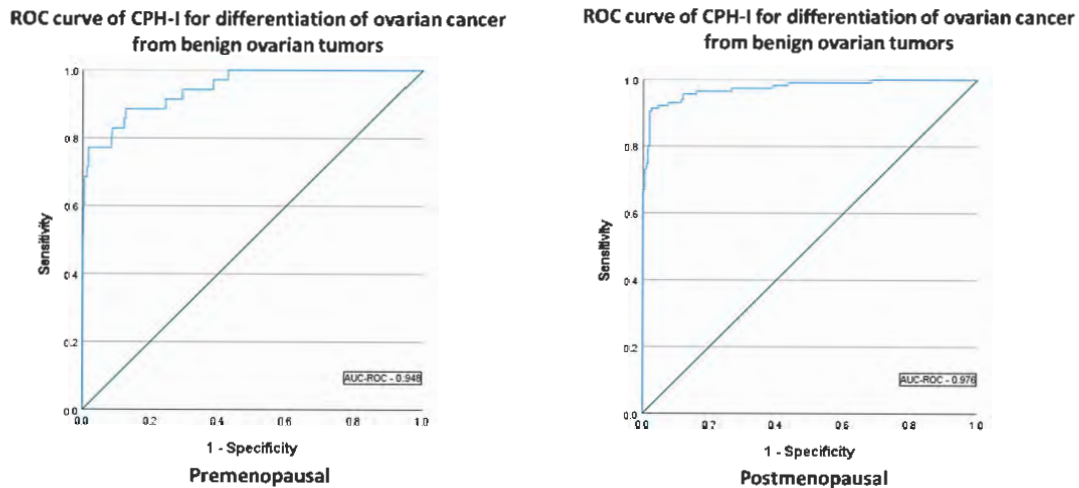 ROC curve of CPH-I for differentiation of ovarian cancer
from benign ovarian tumors
1.0
0.8
0.6
0.4
0.2
0.0
Sensitivity
AUC-ROC - 0.948
0.0 0.2 0.4 0.6 0.8 1.0
1 - Specificity
Premenopausal
ROC curve of CPH-I for differentiation of ovarian cancer
from benign ovarian tumors
1.0
0.8
0.6
0.4
0.2
0.0
Sensitivity
AUC-ROC - 0.976
0.0 0.2 0.4 0.6 0.8 1.0
1 - Specificity
Postmenopausal